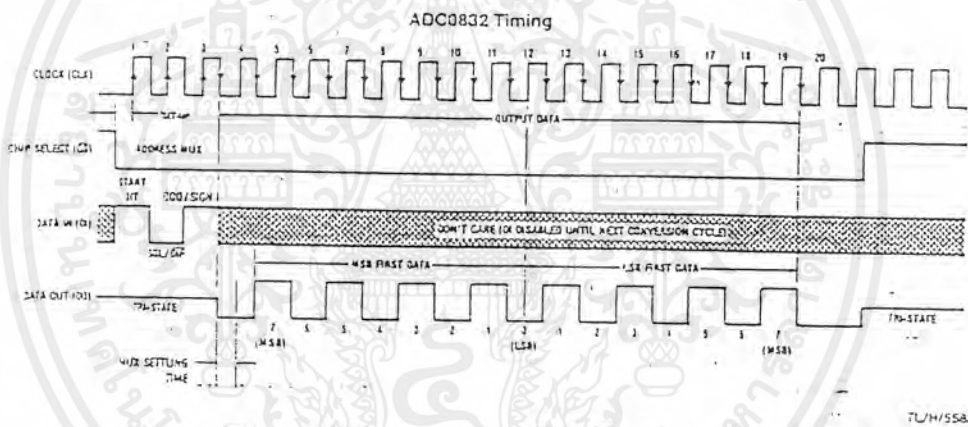 ADC0832 Timing
1 2 3 4 5 6 7 8 9 10 11 12 13 14 15 16 17 18 19 20
CLOCK (CLK)
OUTPUT DATA
CHIP SELECT (CS)
ADDRESS MUX
START
BIT
ODD/SIGN
DATA IN (DI)
DON'T CARE (DI DISABLED UNTIL NEXT CONVERSION CYCLE)
MSB FIRST DATA
LSB FIRST DATA
DATA OUT (DO)
TRI-STATE
TRI-STATE
7 6 5 4 3 2 1 0 1 2 3 4 5 6 7
(MSB) (LSB) (MSB)
MUX SETTLING
TIME
TL/H/558